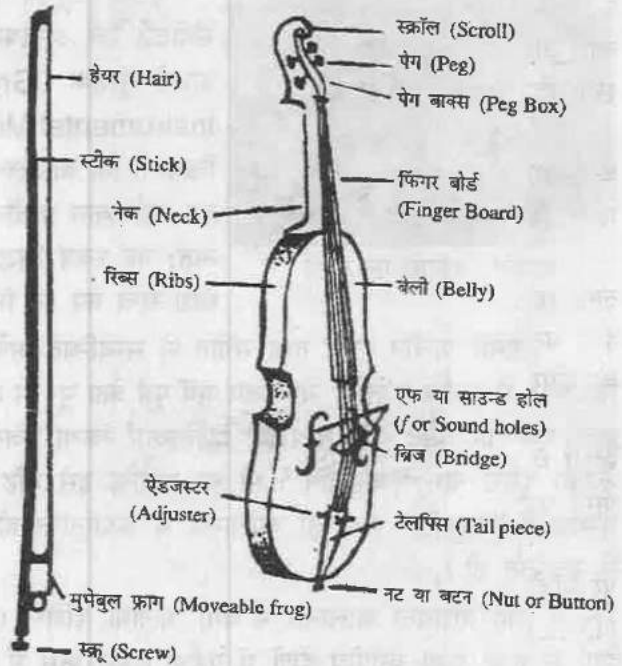 स्क्रॉल (Scroll)
पेग (Peg)
पेग बाक्स (Peg Box)
हेयर (Hair)
स्टीक (Stick)
फिंगर बोर्ड
(Finger Board)
नेक (Neck)
रिब्स (Ribs)
बेली (Belly)
एफ या साउन्ड होल
(f or Sound holes)
ब्रिज (Bridge)
ऐडजस्टर
(Adjuster)
टेलपिस (Tail piece)
नट या बटन (Nut or Button)
मुभेबुल फ्राग (Moveable frog)
स्क्रू (Screw)